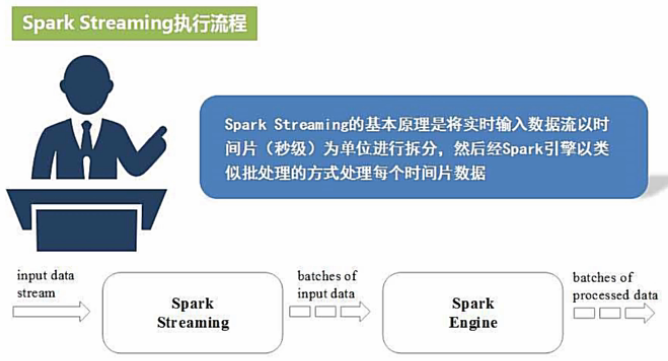 Spark Streaming执行流程
Spark Streaming的基本原理是将实时输入数据流以时
间片（秒级）为单位进行拆分，然后经Spark引擎以类
似批处理的方式处理每个时间片数据
input data
stream
Spark
Streaming
batches of
input data
Spark
Engine
batches of
processed data